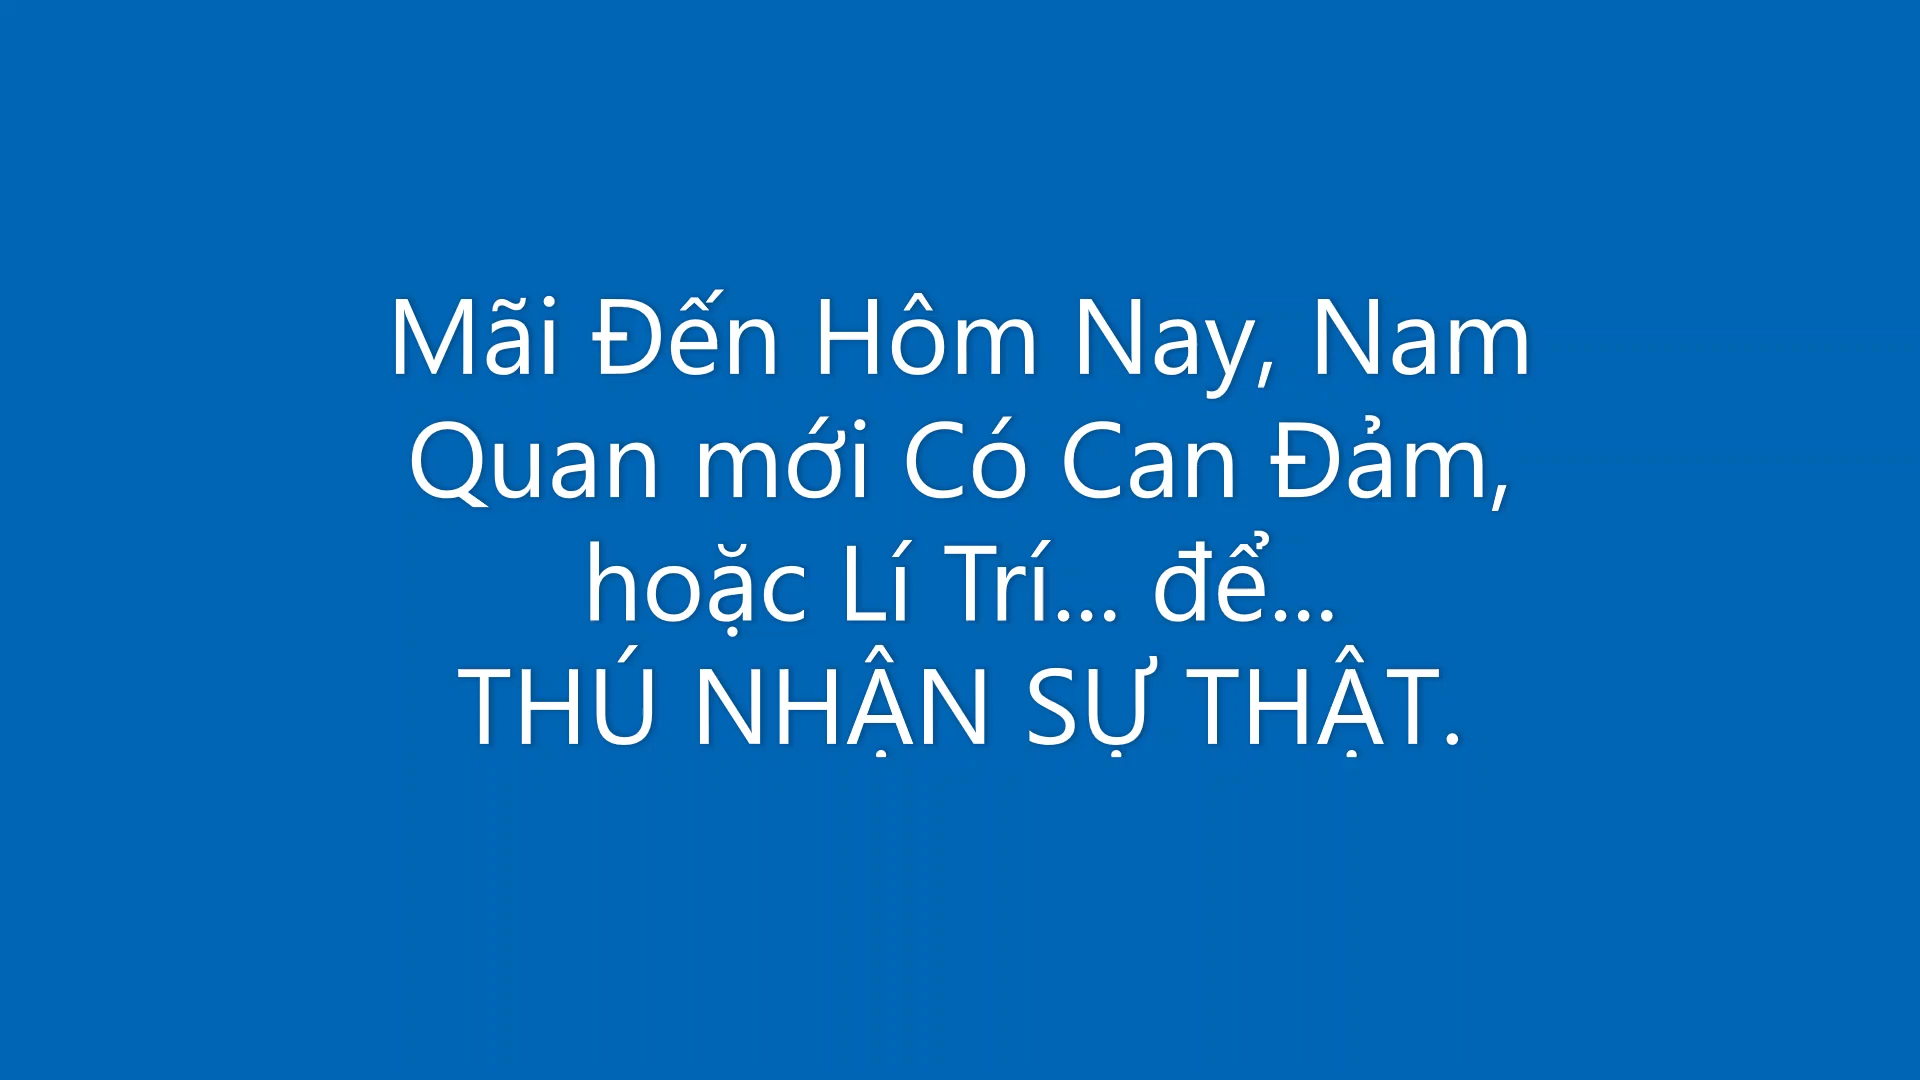 Mãi Đến Hôm Nay, Nam
Quan mới Có Can Đảm,
hoặc Lí Trí... để...
THÚ NHẬN SỰ THẬT.